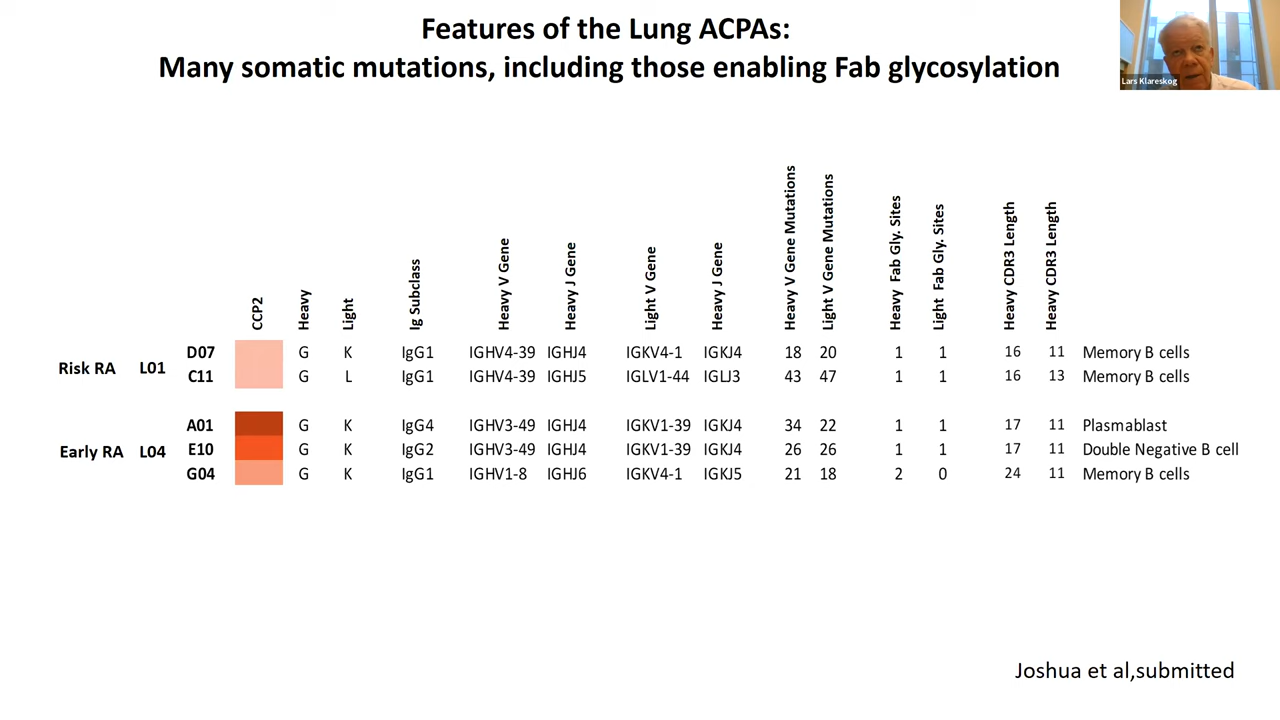 Features of the Lung ACPAs:
Many somatic mutations, including those enabling Fab glycosylation
Lars Klareskog
CCP2
Heavy
Light
Ig Subclass
Heavy V Gene
Heavy J Gene
Light V Gene
Heavy J Gene
Heavy V Gene Mutations
Light V Gene Mutations
Heavy Fab Gly. Sites
Light Fab Gly. Sites
Heavy CDR3 Length
Heavy CDR3 Length
Risk RA L01
D07 G K IgG1 IGHV4-39 IGHJ4 IGKV4-1 IGKJ4 18 20 1 1 16 11 Memory B cells
C11 G L IgG1 IGHV4-39 IGHJ5 IGLV1-44 IGLJ3 43 47 1 1 16 13 Memory B cells
Early RA L04
A01 G K IgG4 IGHV3-49 IGHJ4 IGKV1-39 IGKJ4 34 22 1 1 17 11 Plasmablast
E10 G K IgG2 IGHV3-49 IGHJ4 IGKV1-39 IGKJ4 26 26 1 1 17 11 Double Negative B cell
G04 G K IgG1 IGHV1-8 IGHJ6 IGKV4-1 IGKJ5 21 18 2 0 24 11 Memory B cells
Joshua et al,submitted